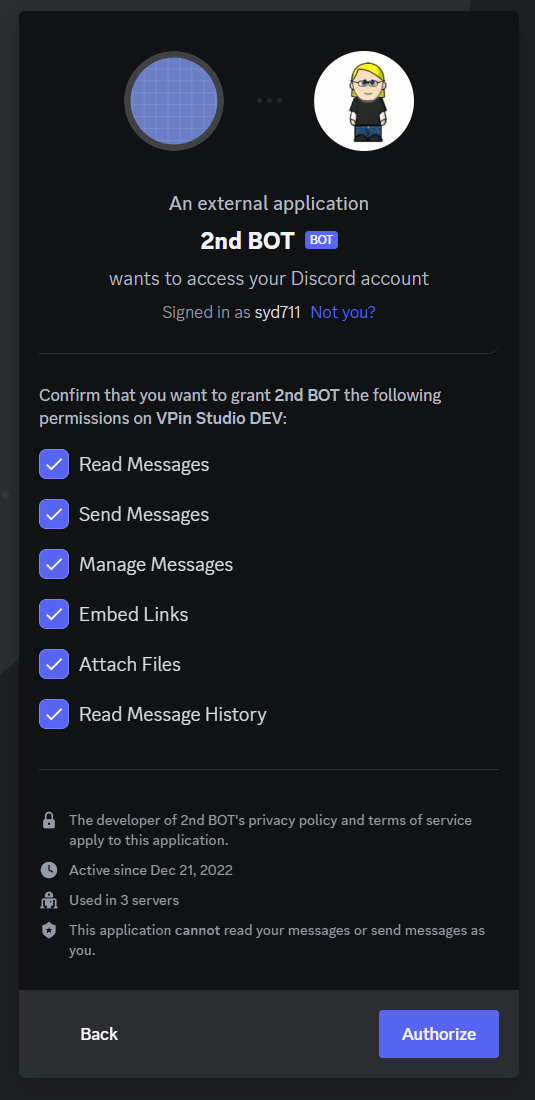 An external application
2nd BOT BOT
wants to access your Discord account
Signed in as syd711 Not you?
Confirm that you want to grant 2nd BOT the following
permissions on VPin Studio DEV:
Read Messages
Send Messages
Manage Messages
Embed Links
Attach Files
Read Message History
The developer of 2nd BOT's privacy policy and terms of service
apply to this application.
Active since Dec 21, 2022
Used in 3 servers
This application cannot read your messages or send messages as
you.
Back
Authorize